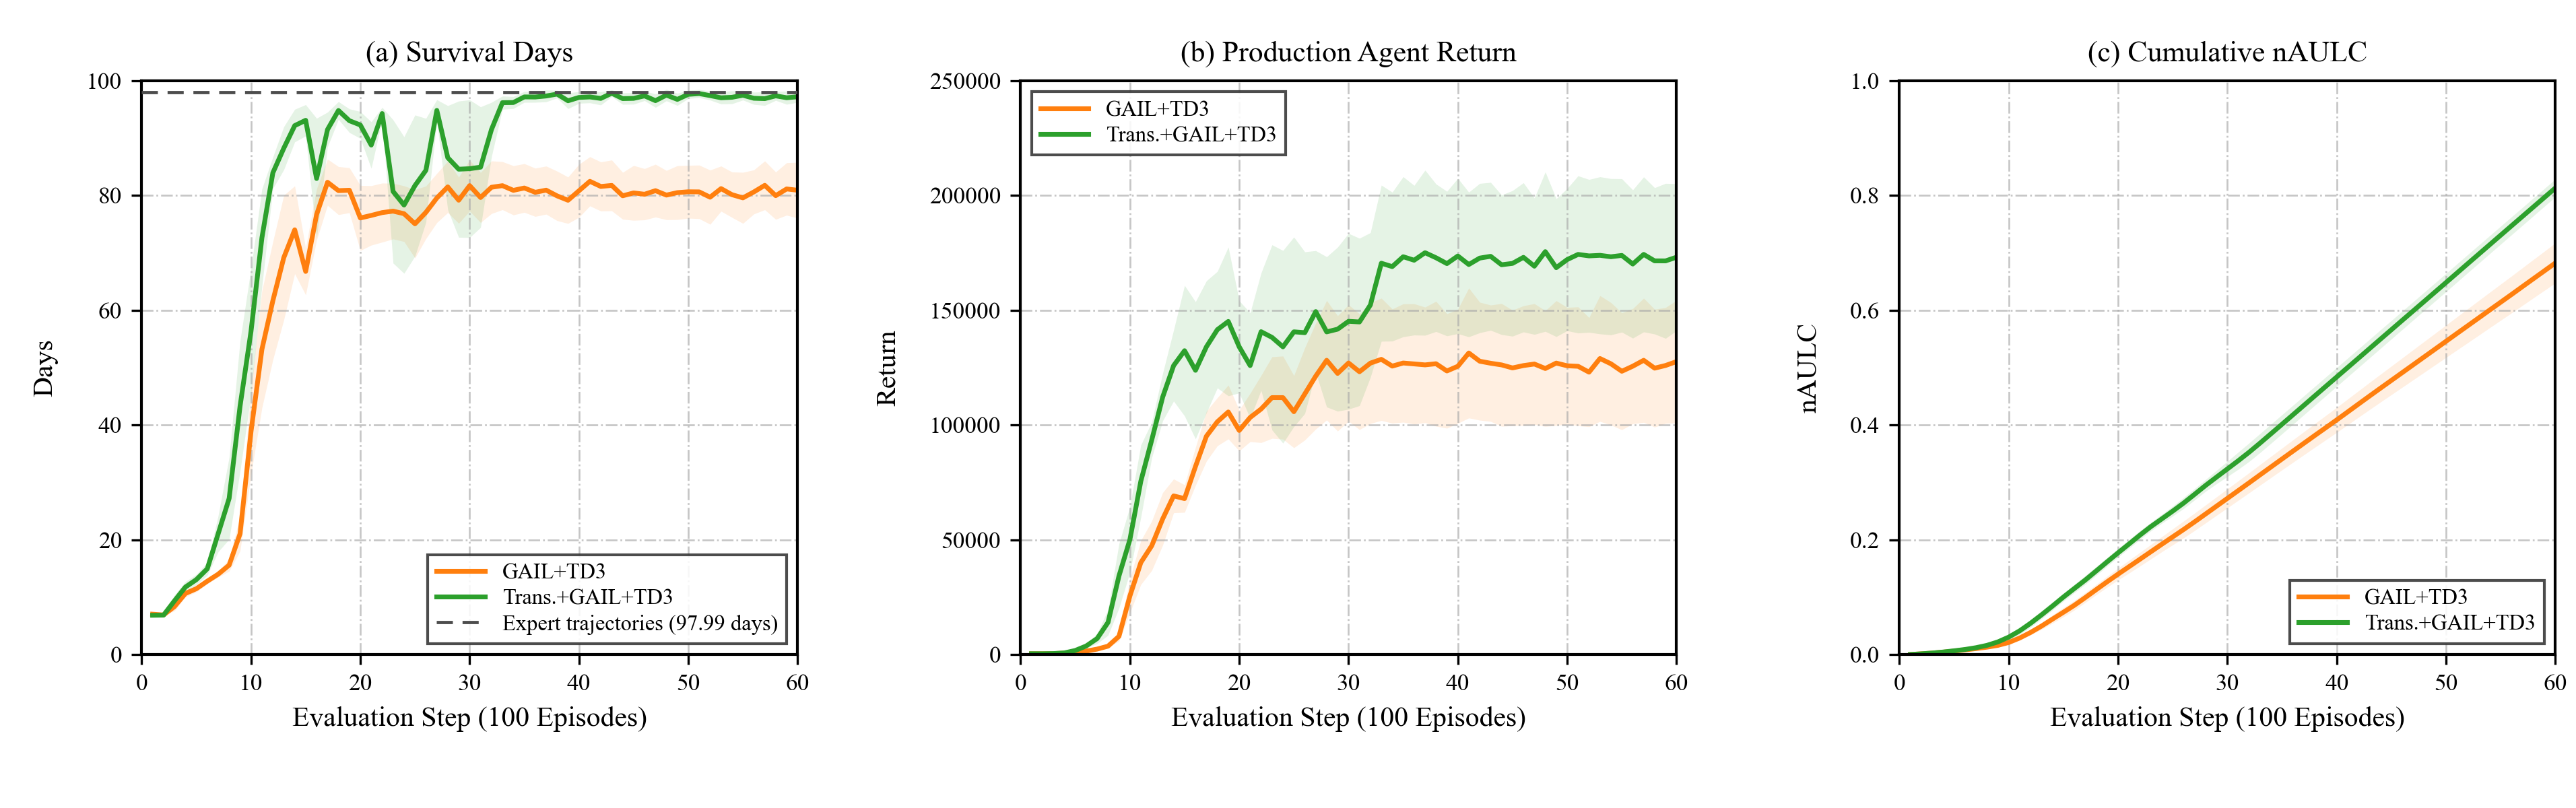 (a) Survival Days
100
80
60
40
20
0
Days
0 10 20 30 40 50 60
Evaluation Step (100 Episodes)
GAIL+TD3
Trans.+GAIL+TD3
Expert trajectories (97.99 days)
(b) Production Agent Return
250000
200000
150000
100000
50000
0
Return
0 10 20 30 40 50 60
Evaluation Step (100 Episodes)
GAIL+TD3
Trans.+GAIL+TD3
(c) Cumulative nAULC
1.0
0.8
0.6
0.4
0.2
0.0
nAULC
0 10 20 30 40 50 60
Evaluation Step (100 Episodes)
GAIL+TD3
Trans.+GAIL+TD3